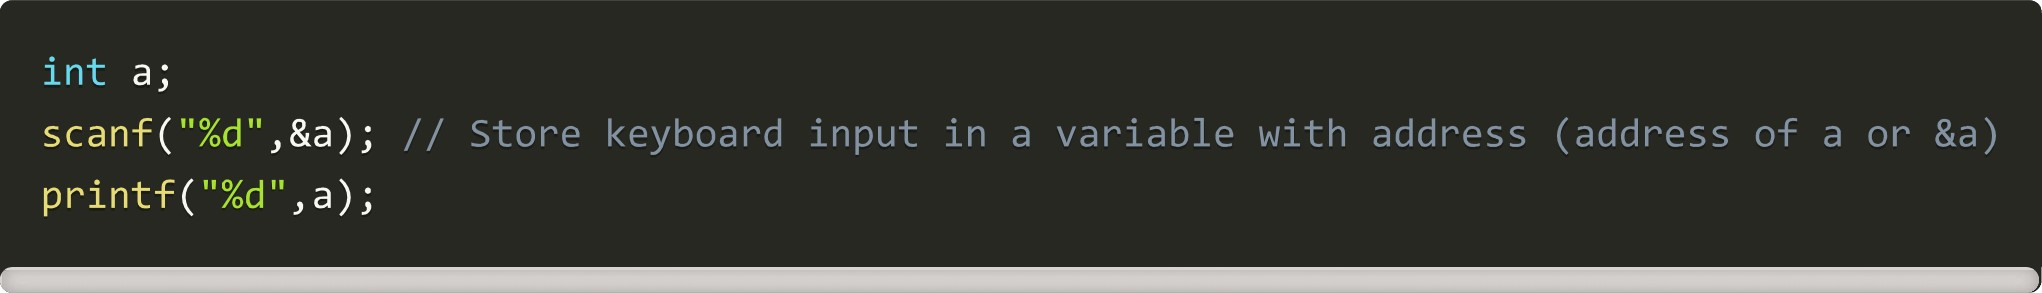 int a;
scanf("%d",&a); // Store keyboard input in a variable with address (address of a or &a)
printf("%d",a);